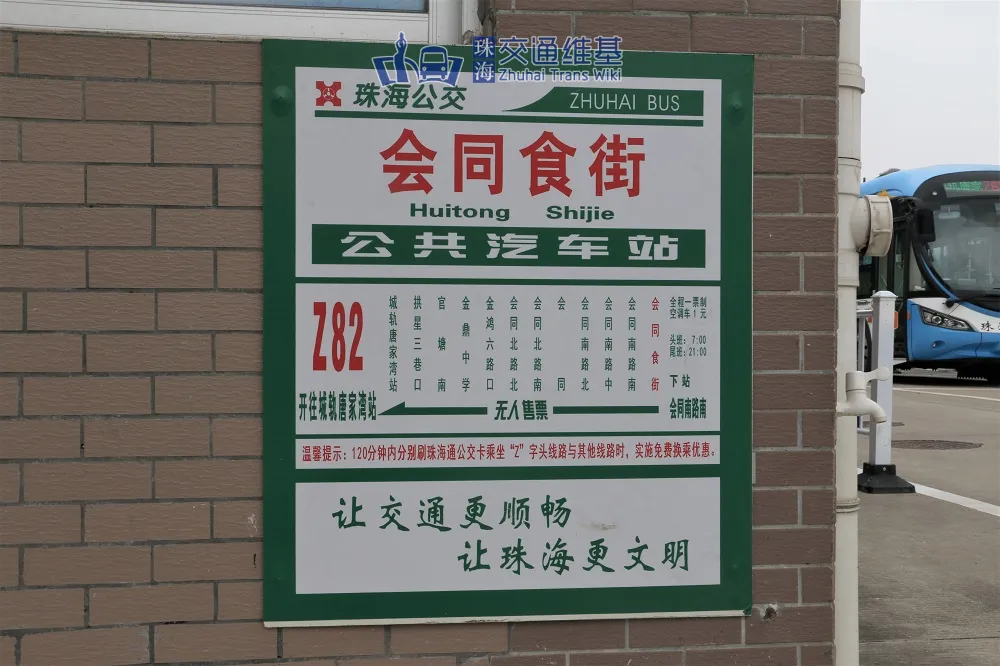 珠海 交通维基
Zhuhai Trans Wiki
珠海公交
ZHUHAI BUS
会同食街
Huitong Shijie
公共汽车站
Z82
开往城轨唐家湾站
城轨唐家湾站
拱星三巷口
官塘南
金鼎中学
金鸿六路口
会同北路北
会同北路南
会同
会同南路北
会同南路中
会同南路南
会同食街
全程一票制
空调车1元
头班：7:00
尾班：21:00
下站
会同南路南
无人售票
温馨提示：120分钟内分别刷珠海通公交卡乘坐“Z”字头线路与其他线路时，实施免费换乘优惠。
让交通更顺畅
让珠海更文明
珠